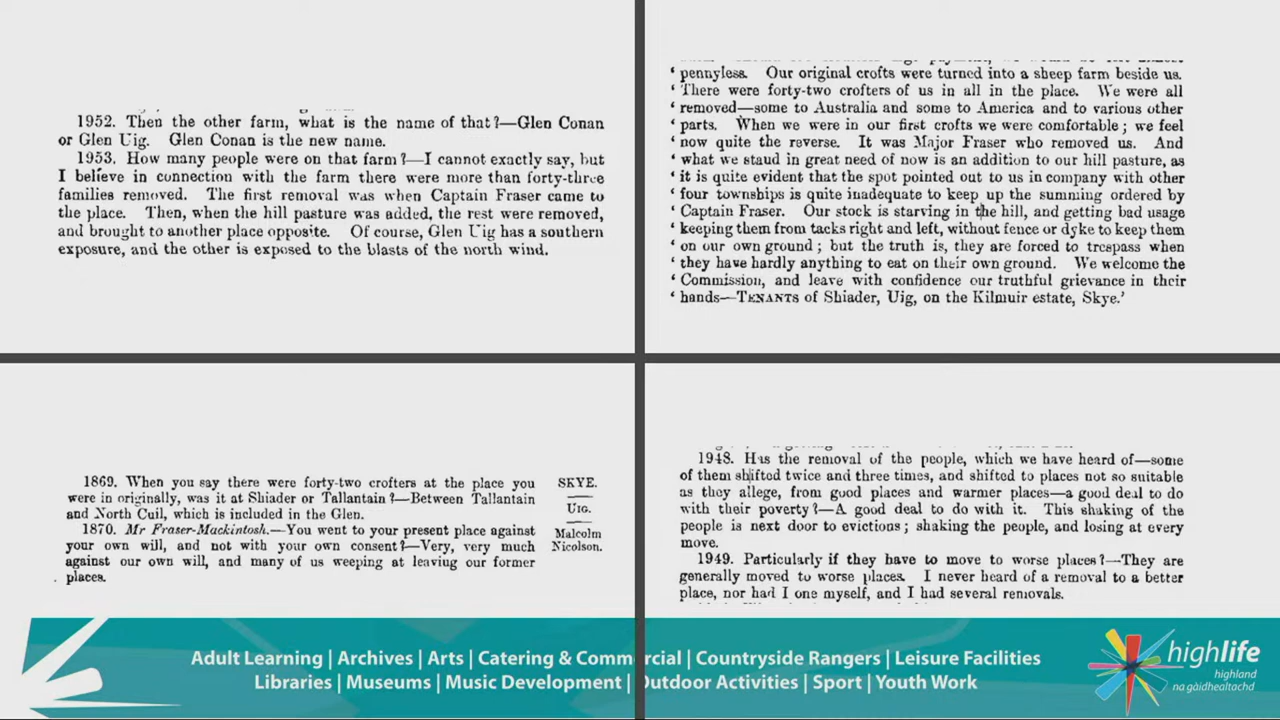 1952. Then the other farm, what is the name of that?—Glen Conan
or Glen Uig. Glen Conan is the new name.
1953. How many people were on that farm?—I cannot exactly say, but
I believe in connection with the farm there were more than forty-three
families removed. The first removal was when Captain Fraser came to
the place. Then, when the hill pasture was added, the rest were removed,
and brought to another place opposite. Of course, Glen Uig has a southern
exposure, and the other is exposed to the blasts of the north wind.
‘ pennyless. Our original crofts were turned into a sheep farm beside us.
‘ There were forty-two crofters of us in all in the place. We were all
‘ removed—some to Australia and some to America and to various other
‘ parts. When we were in our first crofts we were comfortable; we feel
‘ now quite the reverse. It was Major Fraser who removed us. And
‘ what we staud in great need of now is an addition to our hill pasture, as
‘ it is quite evident that the spot pointed out to us in company with other
‘ four townships is quite inadequate to keep up the summing ordered by
‘ Captain Fraser. Our stock is starving in the hill, and getting bad usage
‘ keeping them from tacks right and left, without fence or dyke to keep them
‘ on our own ground; but the truth is, they are forced to trespass when
‘ they have hardly anything to eat on their own ground. We welcome the
‘ Commission, and leave with confidence our truthful grievance in their
‘ hands—TENANTS of Shiader, Uig, on the Kilmuir estate, Skye.’
1869. When you say there were forty-two crofters at the place you
were in originally, was it at Shiader or Tallantain?—Between Tallantain
and North Cuil, which is included in the Glen.
1870. Mr Fraser-Mackintosh.—You went to your present place against
your own will, and not with your own consent?—Very, very much
against our own will, and many of us weeping at leaving our former
places.
SKYE.
UIG.
Malcolm
Nicolson.
1948. Has the removal of the people, which we have heard of—some
of them shifted twice and three times, and shifted to places not so suitable
as they allege, from good places and warmer places—a good deal to do
with their poverty?—A good deal to do with it. This shaking of the
people is next door to evictions; shaking the people, and losing at every
move.
1949. Particularly if they have to move to worse places?—They are
generally moved to worse places. I never heard of a removal to a better
place, nor had I one myself, and I had several removals.
Adult Learning | Archives | Arts | Catering & Commercial | Countryside Rangers | Leisure Facilities
Libraries | Museums | Music Development | Outdoor Activities | Sport | Youth Work
highlife
highland
na gàidhealtachd